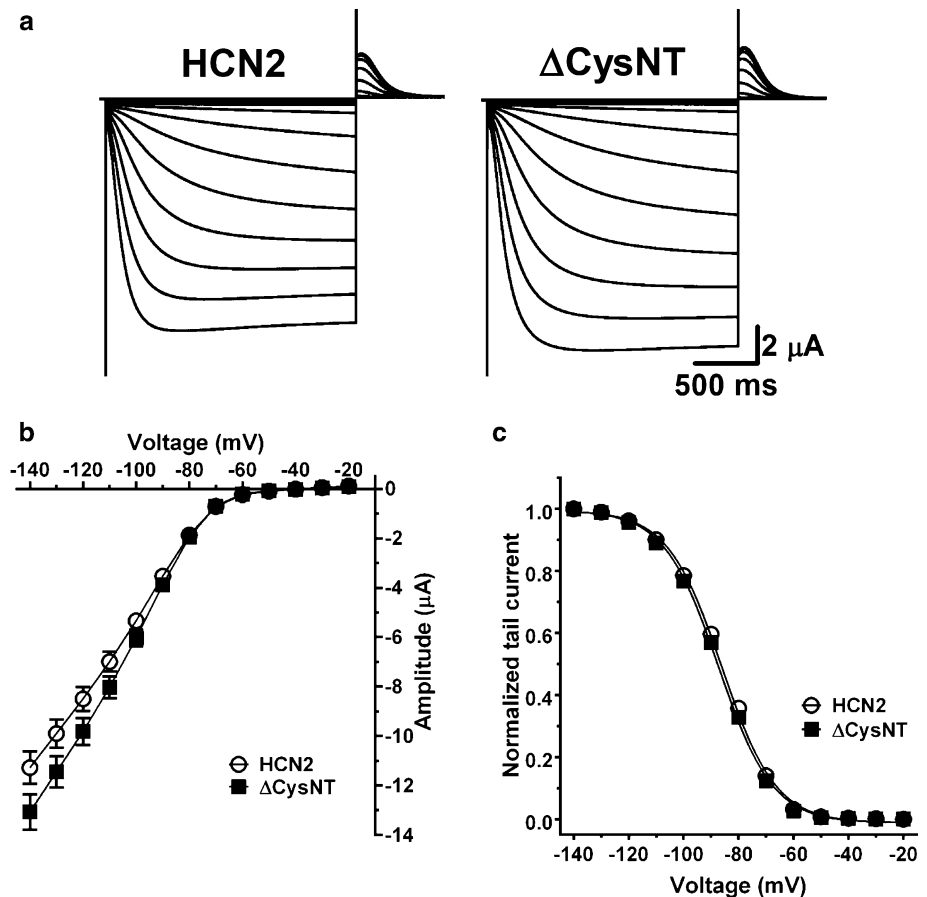 a
HCN2
ΔCysNT
2 μA
500 ms
b
Voltage (mV)
-140 -120 -100 -80 -60 -40 -20
0
-2
-4
-6
-8
-10
-12
-14
Amplitude (μA)
HCN2
ΔCysNT
c
Normalized tail current
1.0
0.8
0.6
0.4
0.2
0.0
HCN2
ΔCysNT
-140 -120 -100 -80 -60 -40 -20
Voltage (mV)